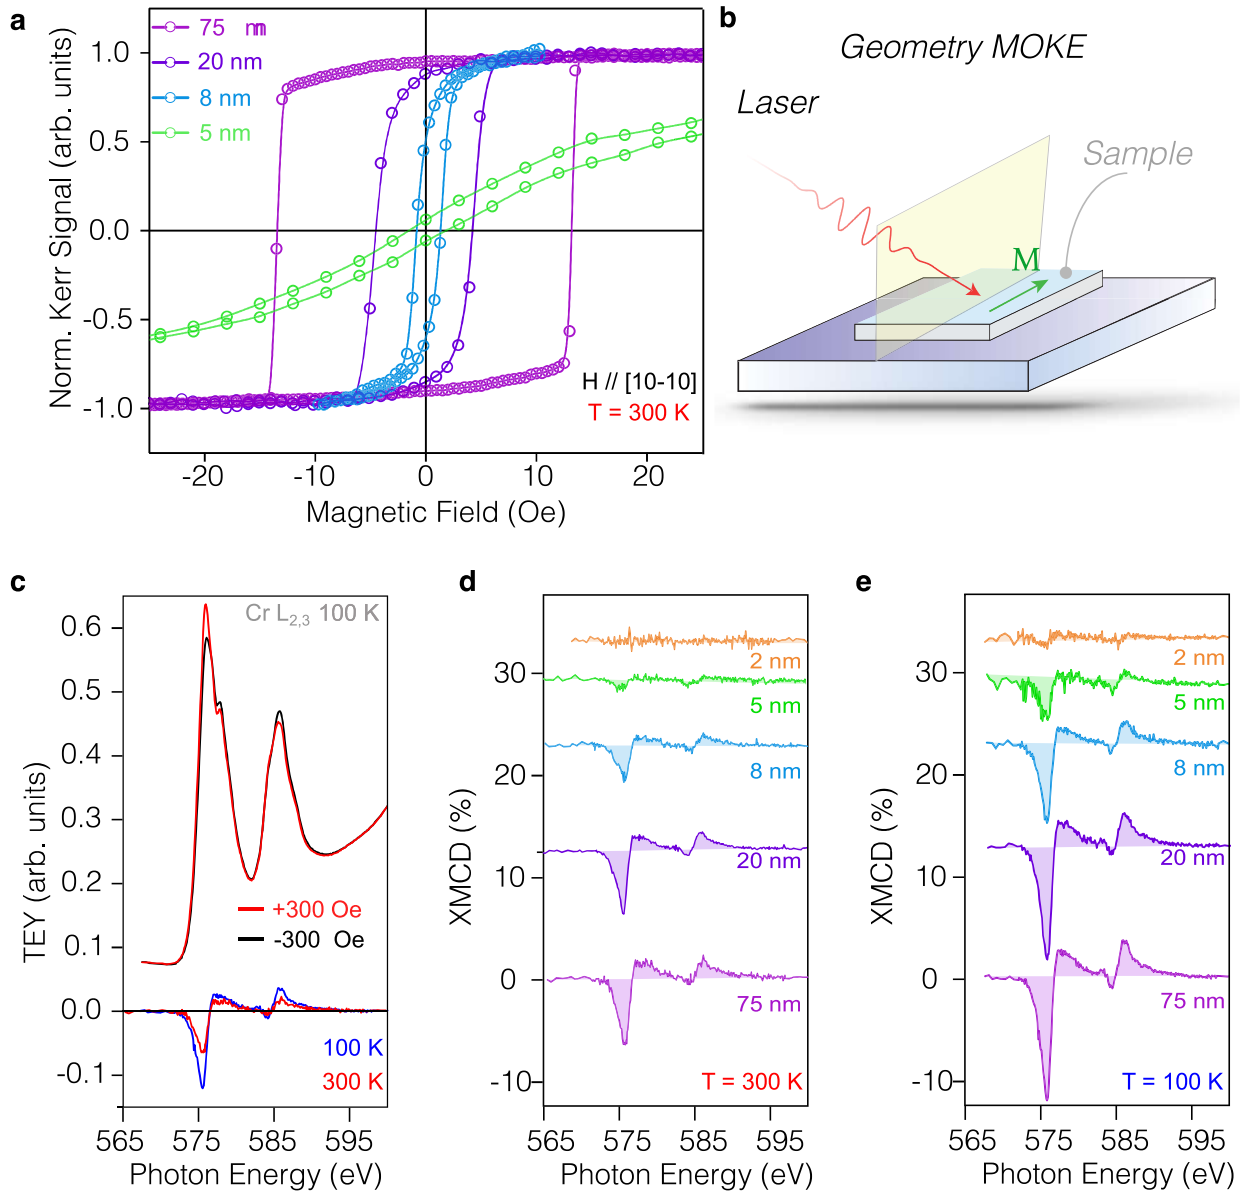 a
75 nm
20 nm
8 nm
5 nm
Norm. Kerr Signal (arb. units)
1.0
0.5
0.0
-0.5
-1.0
H // [10-10]
T = 300 K
-20
-10
0
10
20
Magnetic Field (Oe)
b
Geometry MOKE
Laser
Sample
M
c
Cr L2,3 100 K
TEY (arb. units)
0.6
0.5
0.4
0.3
0.2
0.1
0.0
-0.1
+300 Oe
-300 Oe
100 K
300 K
565
575
585
595
Photon Energy (eV)
d
XMCD (%)
30
20
10
0
-10
2 nm
5 nm
8 nm
20 nm
75 nm
T = 300 K
565
575
585
595
Photon Energy (eV)
e
XMCD (%)
30
20
10
0
-10
2 nm
5 nm
8 nm
20 nm
75 nm
T = 100 K
565
575
585
595
Photon Energy (eV)